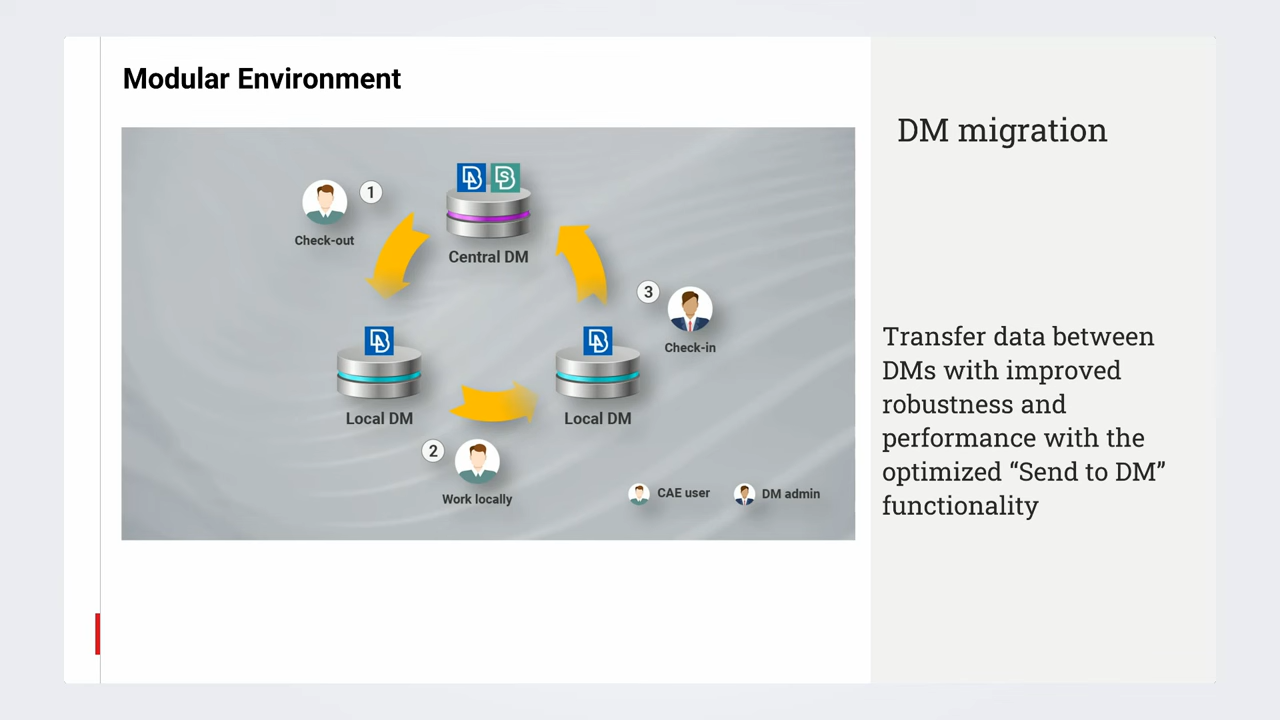 Modular Environment
DM migration
1
Check-out
Central DM
3
Check-in
Local DM
Local DM
2
Work locally
CAE user
DM admin
Transfer data between
DMs with improved
robustness and
performance with the
optimized “Send to DM”
functionality